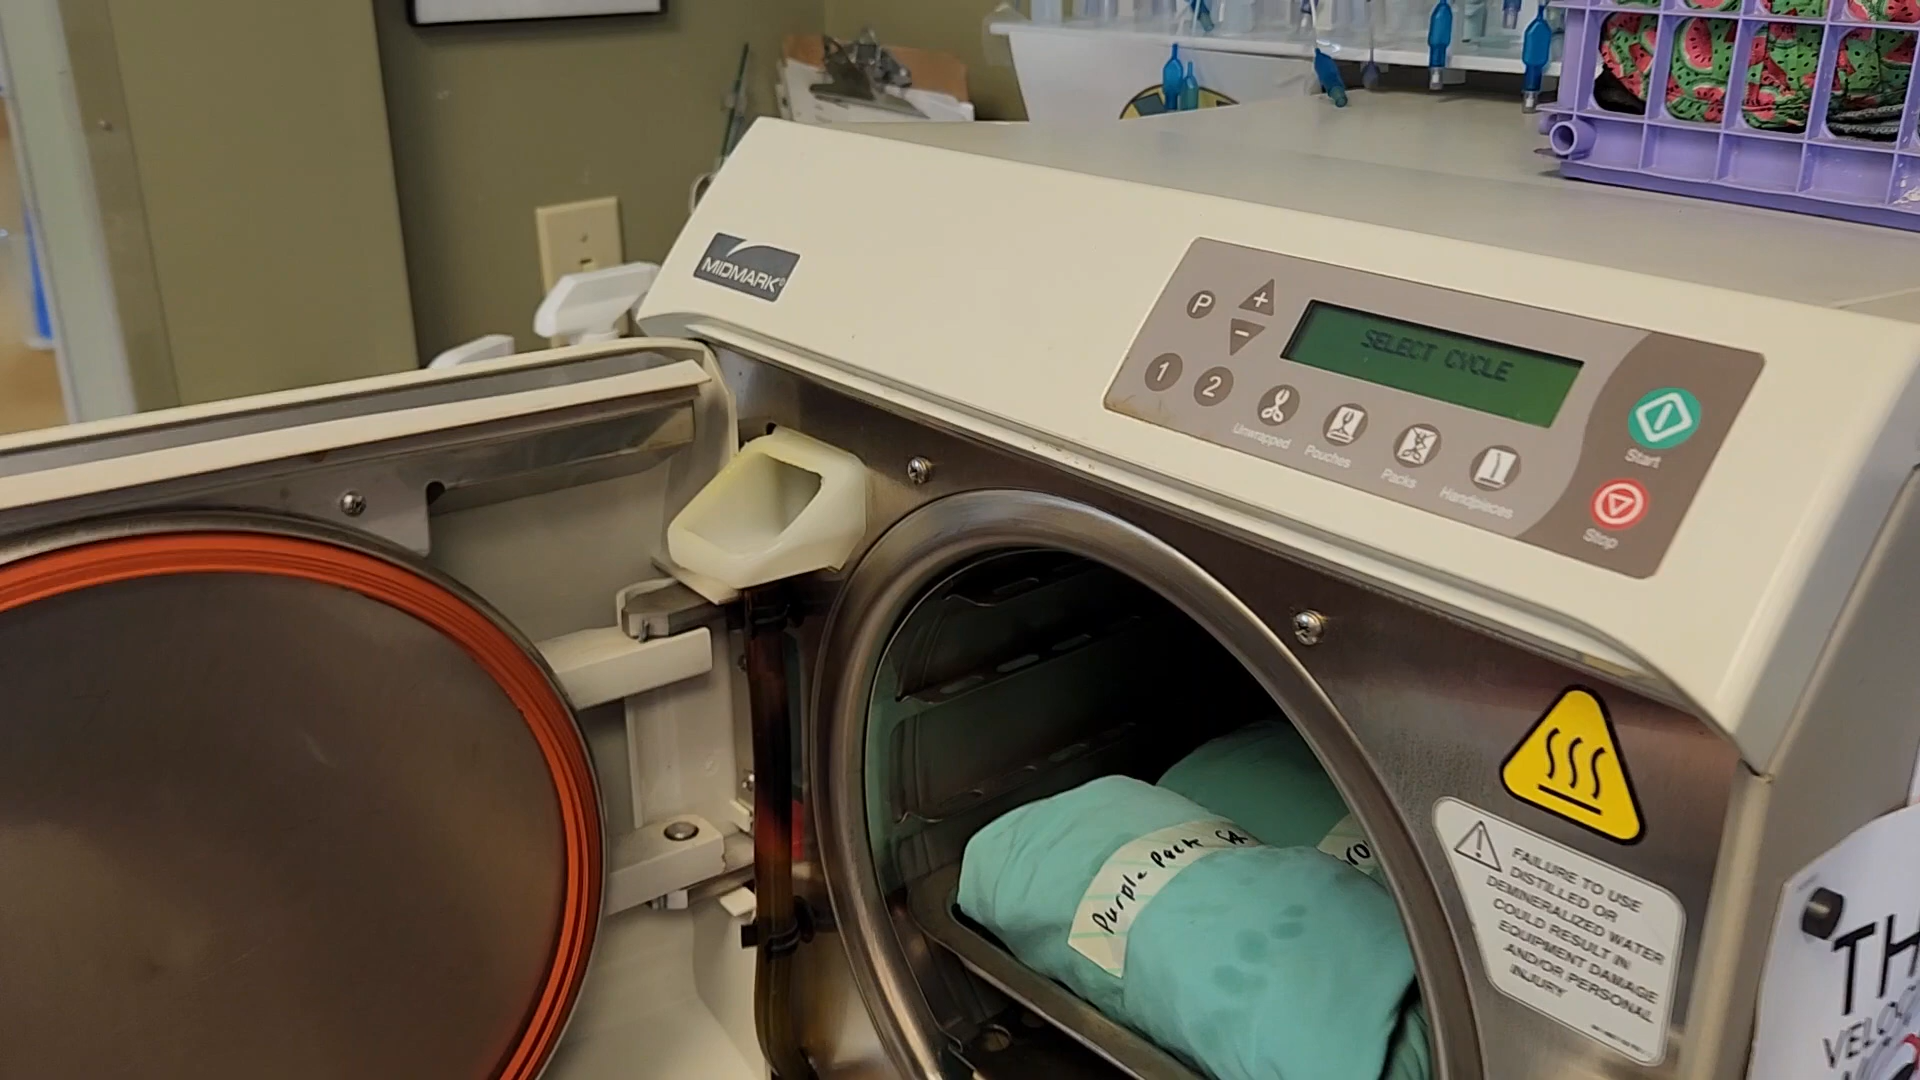 MIDMARK®
P
+
-
SELECT CYCLE
1
2
Unwrapped
Pouches
Packs
Handpieces
Start
Stop
Purple Pack
FAILURE TO USE
DISTILLED OR
DEMINERALIZED WATER
COULD RESULT IN
EQUIPMENT DAMAGE
AND/OR PERSONAL
INJURY
TH
VELO